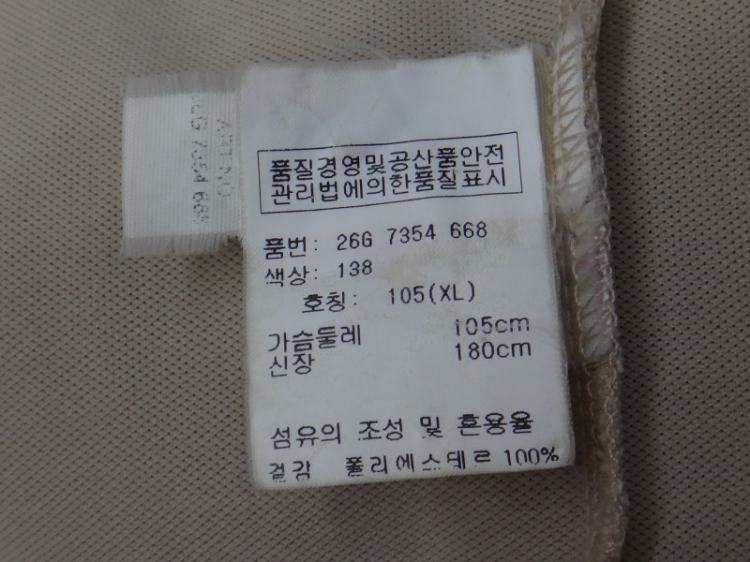 품질경영및공산품안전
관리법에의한품질표시
품번: 26G 7354 668
색상: 138
호칭: 105(XL)
가슴둘레 105cm
신장 180cm
섬유의 조성 및 혼용율
겉감 폴리에스테르 100%
7354 668